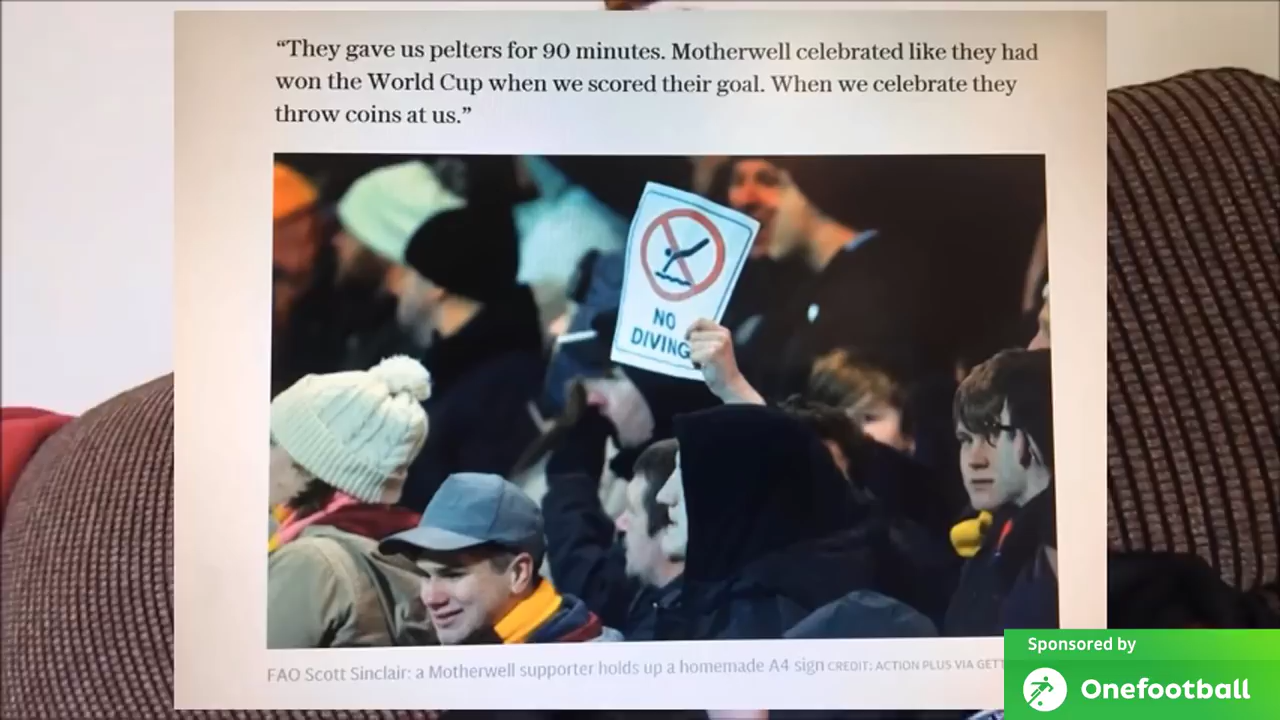 “They gave us pelters for 90 minutes. Motherwell celebrated like they had
won the World Cup when we scored their goal. When we celebrate they
throw coins at us.”
NO
DIVING
FAO Scott Sinclair: a Motherwell supporter holds up a homemade A4 sign CREDIT: ACTION PLUS VIA GETT
Sponsored by
Onefootball